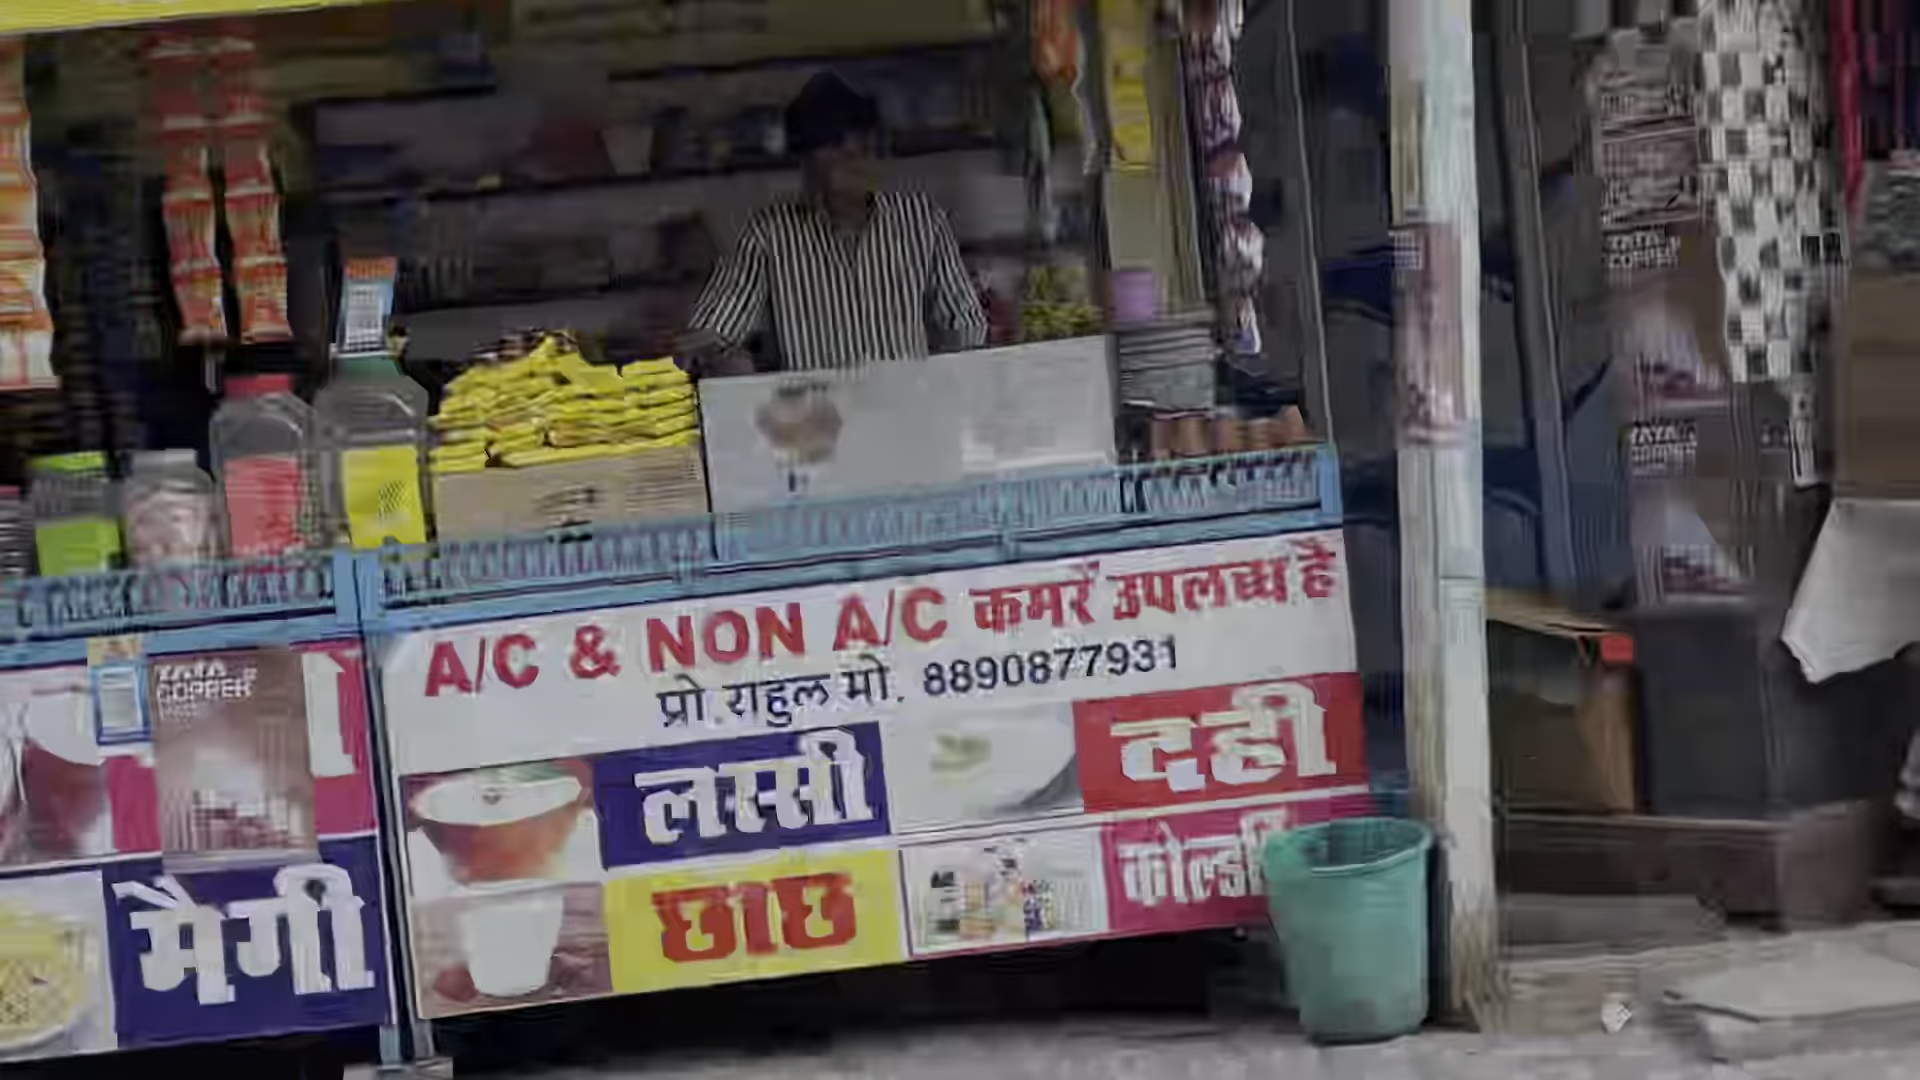 A/C & NON A/C कमरें उपलब्ध है
प्रो. राहुल मो. 8890877931
लस्सी
दही
छाछ
मैगी
TATA
COPPER
TATA
COPPER
TATA
COPPER